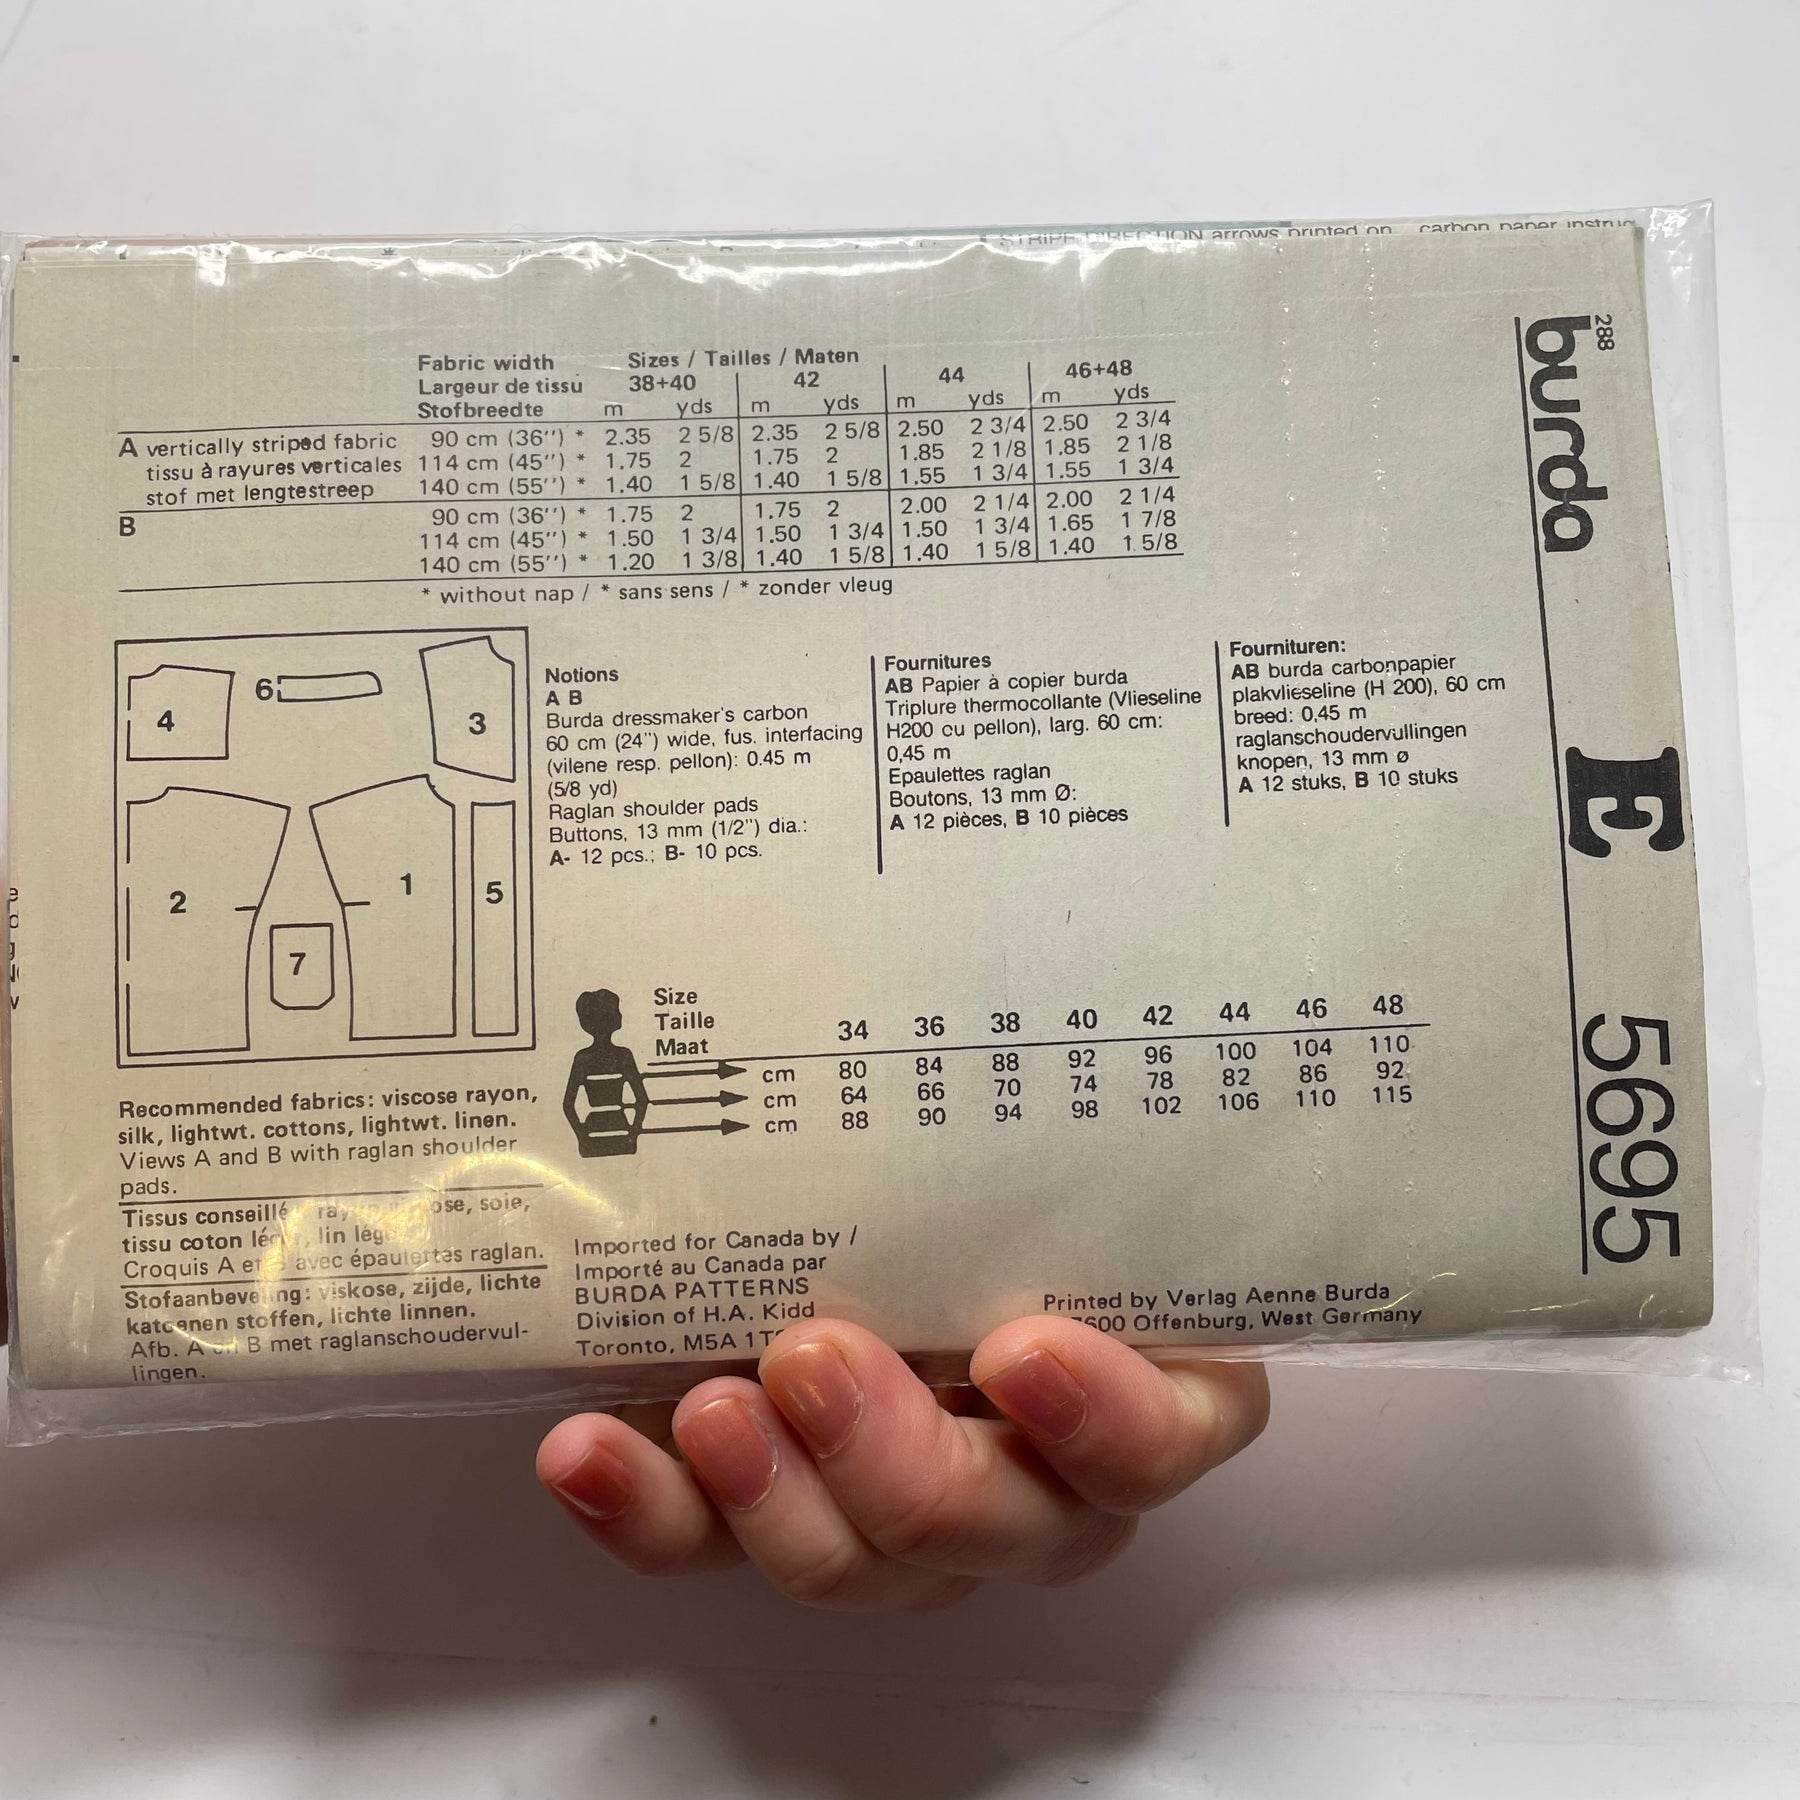 STRIPE DIRECTION arrows printed on carbon paper instruc
Fabric width Sizes / Tailles / Maten
Largeur de tissu 38+40 42 44 46+48
Stofbreedte m yds m yds m yds m yds
A vertically striped fabric 90 cm (36'') * 2.35 2 5/8 2.35 2 5/8 2.50 2 3/4 2.50 2 3/4
tissu à rayures verticales 114 cm (45'') * 1.75 2 1.75 2 1.85 2 1/8 1.85 2 1/8
stof met lengtestreep 140 cm (55'') * 1.40 1 5/8 1.40 1 5/8 1.55 1 3/4 1.55 1 3/4
B 90 cm (36'') * 1.75 2 1.75 2 2.00 2 1/4 2.00 2 1/4
114 cm (45'') * 1.50 1 3/4 1.50 1 3/4 1.50 1 3/4 1.65 1 7/8
140 cm (55'') * 1.20 1 3/8 1.40 1 5/8 1.40 1 5/8 1.40 1 5/8
* without nap / * sans sens / * zonder vleug
4
6
3
2
1
5
7
Notions
A B
Burda dressmaker's carbon
60 cm (24") wide, fus. interfacing
(vilene resp. pellon): 0.45 m
(5/8 yd)
Raglan shoulder pads
Buttons, 13 mm (1/2") dia.:
A- 12 pcs.; B- 10 pcs.
Fournitures
AB Papier à copier burda
Triplure thermocollante (Vlieseline
H200 cu pellon), larg. 60 cm:
0,45 m
Epaulettes raglan
Boutons, 13 mm Ø:
A 12 pièces, B 10 pièces
Fournituren:
AB burda carbonpapier
plakvlieseline (H 200), 60 cm
breed: 0,45 m
raglanschoudervullingen
knopen, 13 mm ø
A 12 stuks, B 10 stuks
Size
Taille 34 36 38 40 42 44 46 48
Maat
cm 80 84 88 92 96 100 104 110
cm 64 66 70 74 78 82 86 92
cm 88 90 94 98 102 106 110 115
Recommended fabrics: viscose rayon,
silk, lightwt. cottons, lightwt. linen.
Views A and B with raglan shoulder
pads.
Tissus conseillé soie,
tissu coton lin
Croquis A et avec épaulettes raglan.
Stofaanbeveling: viskose, zijde, lichte
katoenen stoffen, lichte linnen.
Afb. A en B met raglanschoudervul-
lingen.
Imported for Canada by /
Importé au Canada par
BURDA PATTERNS
Division of H.A. Kidd
Toronto, M5A
Printed by Verlag Aenne Burda
Offenburg, West Germany
288
burda
E
5695